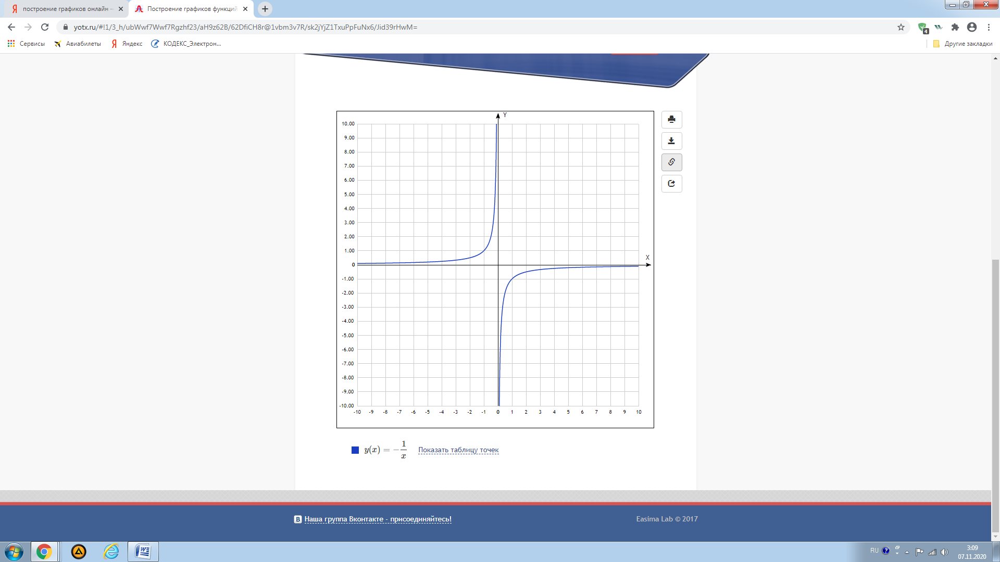 построение графиков онлайн –
Построение графиков функций
yotx.ru/#!1/3_h/ubWwf7Wwf7Rgzhf23/aH9z62B/62DfiCH8r@1vbm3v7R/sk2jYjZ1TxuPpFuNx6/Jid39rHwM=
4
Сервисы Авиабилеты Яндекс КОДЕКС_Электрон... Другие закладки
Y
10.00
9.00
8.00
7.00
6.00
5.00
4.00
3.00
2.00
1.00
X
0
-1.00
-2.00
-3.00
-4.00
-5.00
-6.00
-7.00
-8.00
-9.00
-10.00
-10 -9 -8 -7 -6 -5 -4 -3 -2 -1 0 1 2 3 4 5 6 7 8 9 10
y(x) = −1/x Показать таблицу точек
В Наша группа Вконтакте - присоединяйтесь! Easima Lab © 2017
RU 3:09
07.11.2020